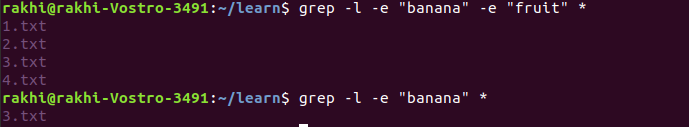 rakhi@rakhi-Vostro-3491:~/learn$ grep -l -e "banana" -e "fruit" *
1.txt
2.txt
3.txt
4.txt
rakhi@rakhi-Vostro-3491:~/learn$ grep -l -e "banana" *
3.txt